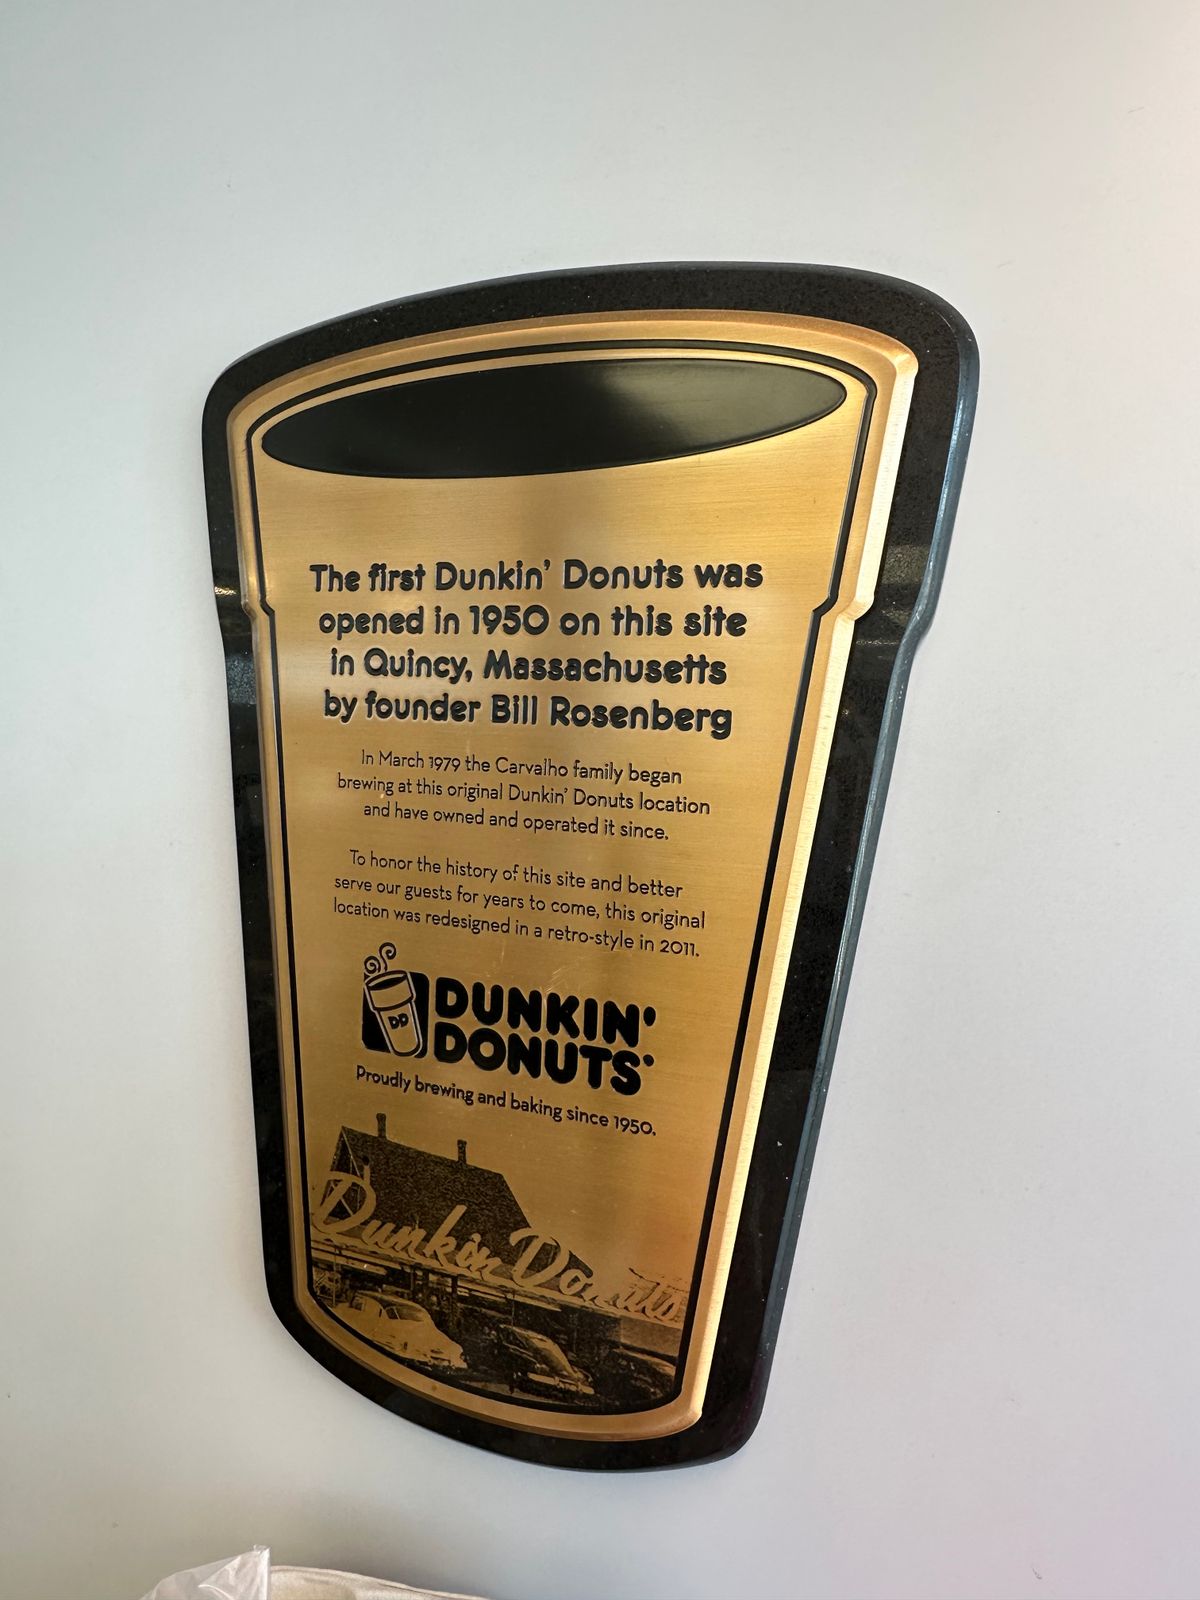 The first Dunkin' Donuts was
opened in 1950 on this site
in Quincy, Massachusetts
by founder Bill Rosenberg
In March 1979 the Carvalho family began
brewing at this original Dunkin' Donuts location
and have owned and operated it since.
To honor the history of this site and better
serve our guests for years to come, this original
location was redesigned in a retro-style in 2011.
DD
DUNKIN'
DONUTS
Proudly brewing and baking since 1950.
Dunkin Donuts